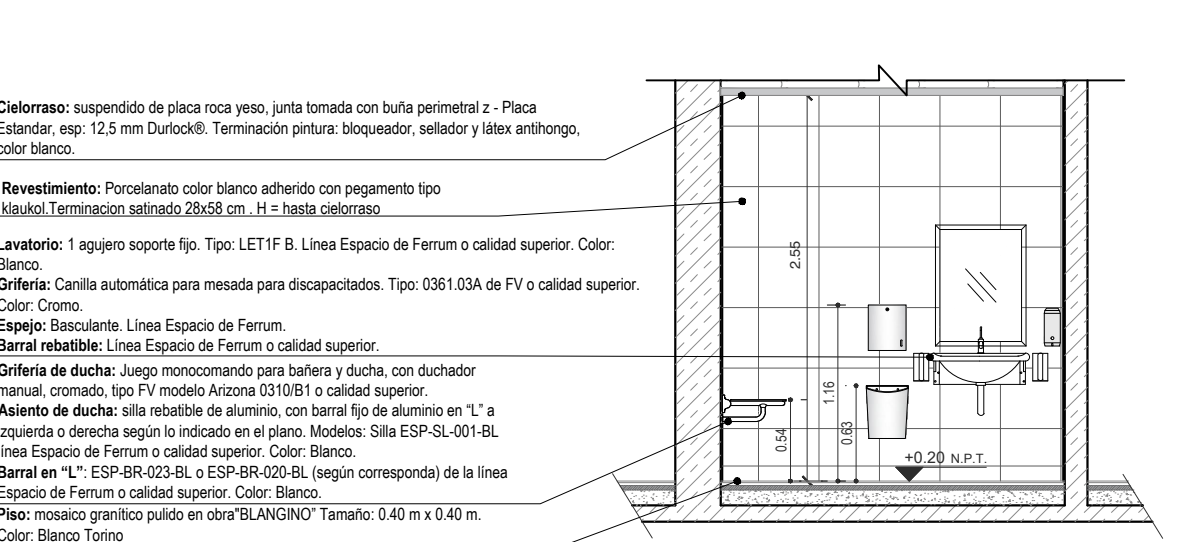 Cielorraso: suspendido de placa roca yeso, junta tomada con buña perimetral z - Placa
Estandar, esp: 12,5 mm Durlock®. Terminación pintura: bloqueador, sellador y látex antihongo,
color blanco.
Revestimiento: Porcelanato color blanco adherido con pegamento tipo
klaukol.Terminacion satinado 28x58 cm . H = hasta cielorraso
Lavatorio: 1 agujero soporte fijo. Tipo: LET1F B. Línea Espacio de Ferrum o calidad superior. Color:
Blanco.
Grifería: Canilla automática para mesada para discapacitados. Tipo: 0361.03A de FV o calidad superior.
Color: Cromo.
Espejo: Basculante. Línea Espacio de Ferrum.
Barral rebatible: Línea Espacio de Ferrum o calidad superior.
Grifería de ducha: Juego monocomando para bañera y ducha, con duchador
manual, cromado, tipo FV modelo Arizona 0310/B1 o calidad superior.
Asiento de ducha: silla rebatible de aluminio, con barral fijo de aluminio en “L” a
izquierda o derecha según lo indicado en el plano. Modelos: Silla ESP-SL-001-BL
línea Espacio de Ferrum o calidad superior. Color: Blanco.
Barral en “L”: ESP-BR-023-BL o ESP-BR-020-BL (según corresponda) de la línea
Espacio de Ferrum o calidad superior. Color: Blanco.
Piso: mosaico granítico pulido en obra"BLANGINO” Tamaño: 0.40 m x 0.40 m.
Color: Blanco Torino
2.55
1.16
0.54
0.63
+0.20 N.P.T.